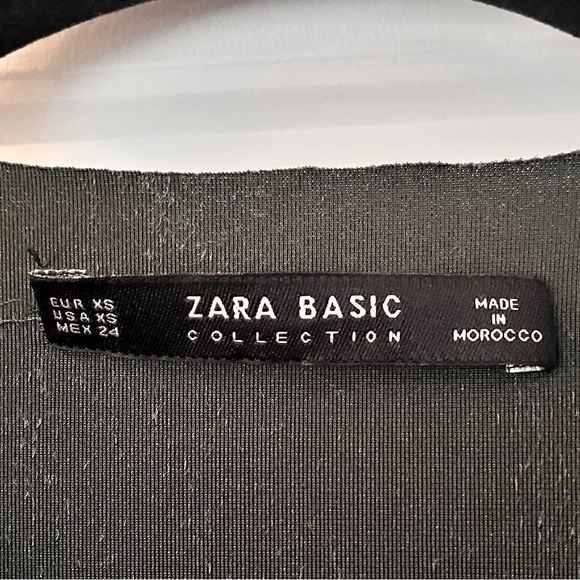 EUR XS
USA XS
MEX 24
ZARA BASIC
COLLECTION
MADE
IN
MOROCCO